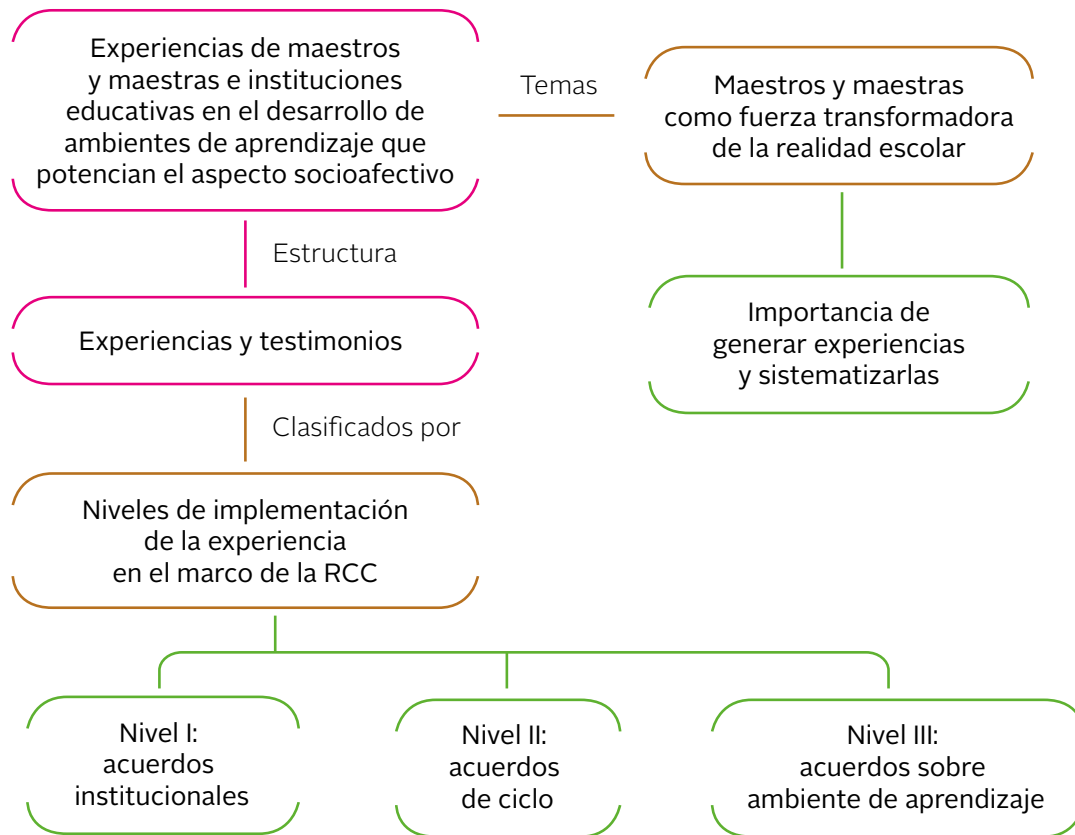 Experiencias de maestros
y maestras e instituciones
educativas en el desarrollo de
ambientes de aprendizaje que
potencian el aspecto socioafectivo
Temas
Maestros y maestras
como fuerza transformadora
de la realidad escolar
Estructura
Importancia de
generar experiencias
y sistematizarlas
Experiencias y testimonios
Clasificados por
Niveles de implementación
de la experiencia
en el marco de la RCC
Nivel I:
acuerdos
institucionales
Nivel II:
acuerdos
de ciclo
Nivel III:
acuerdos sobre
ambiente de aprendizaje